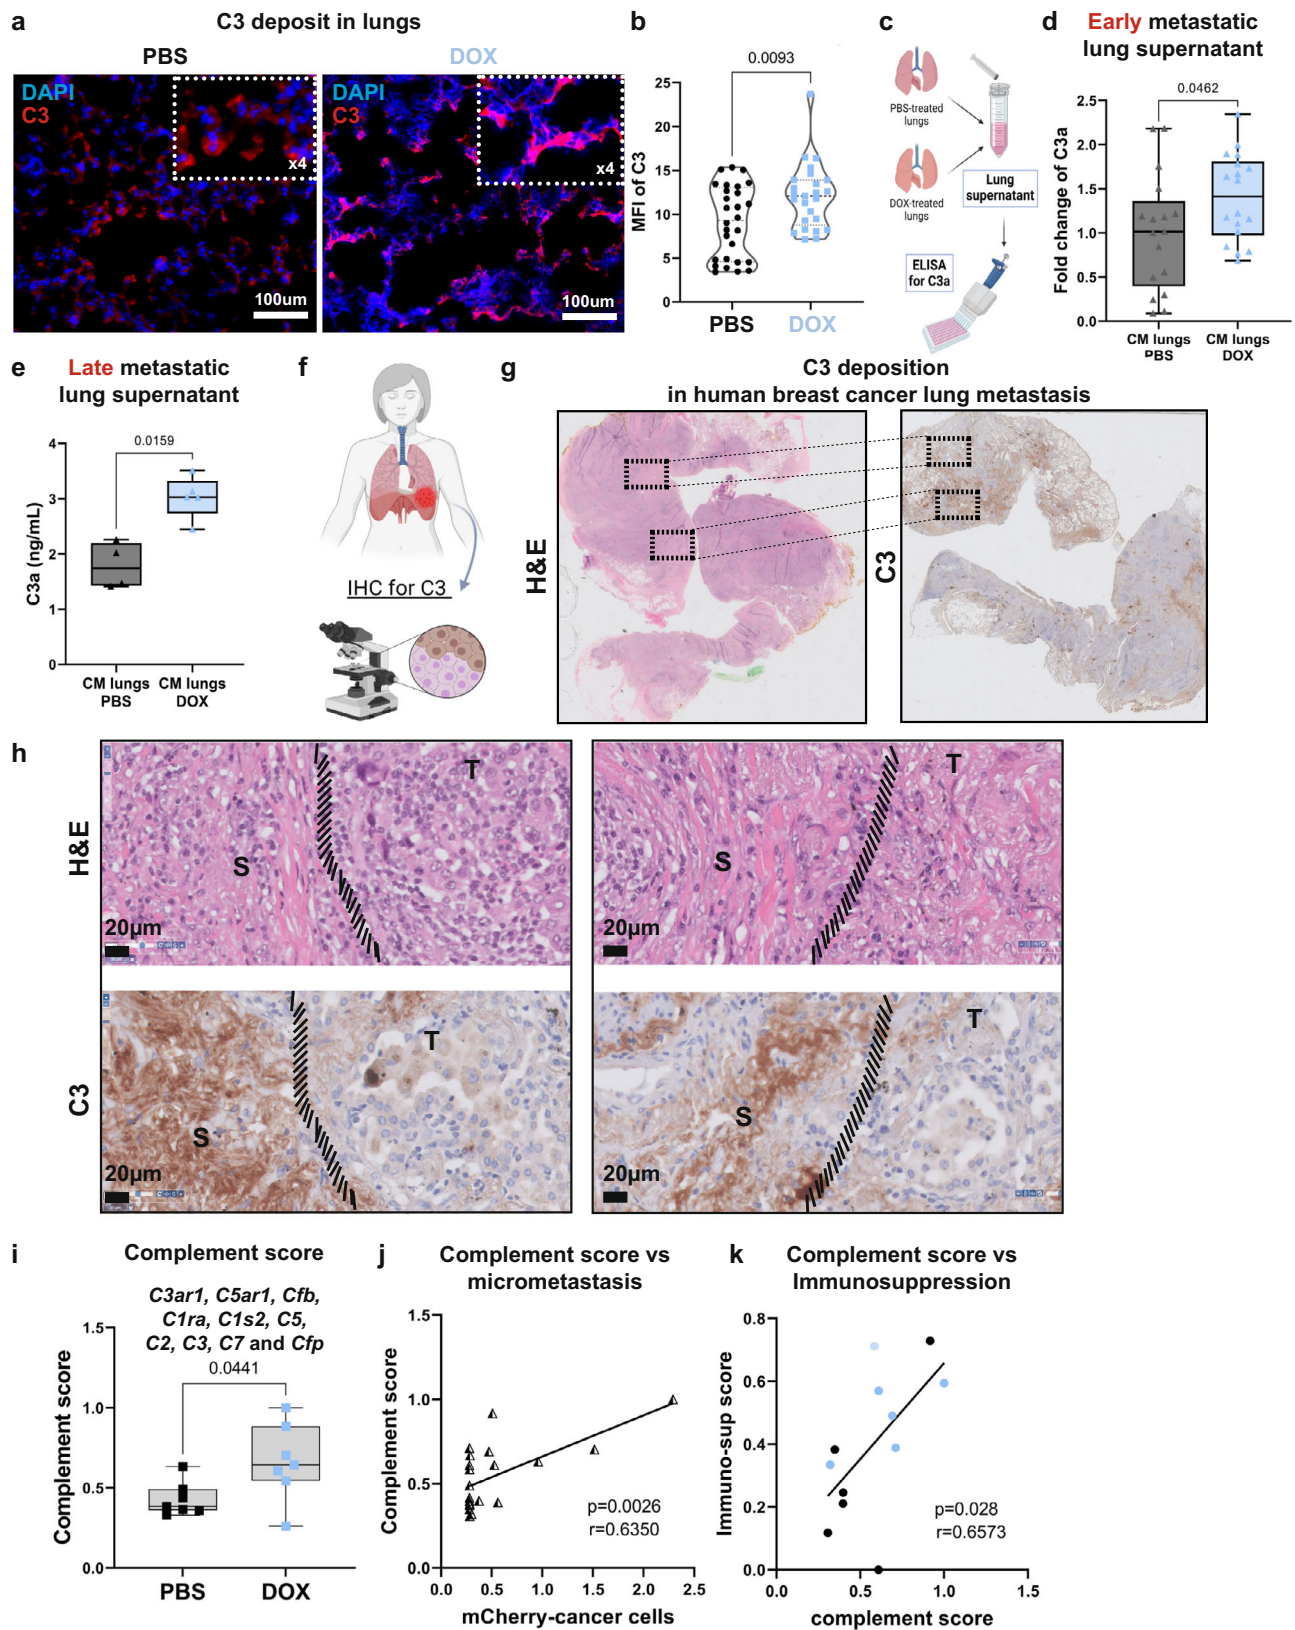 a
C3 deposit in lungs
PBS
DOX
DAPI
C3
x4
100um
DAPI
C3
x4
100um
b
0.0093
MFI of C3
25
20
15
10
5
0
PBS
DOX
c
PBS-treated
lungs
DOX-treated
lungs
Lung
supernatant
ELISA
for C3a
d
Early metastatic
lung supernatant
0.0462
Fold change of C3a
2.5
2.0
1.5
1.0
0.5
0.0
CM lungs
PBS
CM lungs
DOX
e
Late metastatic
lung supernatant
0.0159
C3a (ng/mL)
4
3
2
1
0
CM lungs
PBS
CM lungs
DOX
f
IHC for C3
g
C3 deposition
in human breast cancer lung metastasis
H&E
C3
h
H&E
S
T
20µm
S
T
20µm
C3
S
T
20µm
S
T
20µm
i
Complement score
C3ar1, C5ar1, Cfb,
C1ra, C1s2, C5,
C2, C3, C7 and Cfp
0.0441
Complement score
1.5
1.0
0.5
0.0
PBS
DOX
j
Complement score vs
micrometastasis
Complement score
1.5
1.0
0.5
0.0
p=0.0026
r=0.6350
0.0
0.5
1.0
1.5
2.0
2.5
mCherry-cancer cells
k
Complement score vs
Immunosuppression
Immuno-sup score
0.8
0.6
0.4
0.2
0.0
p=0.028
r=0.6573
0.0
0.5
1.0
1.5
complement score